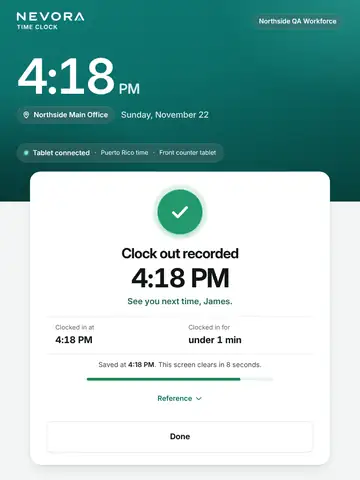 NEVORA
TIME CLOCK
Northside QA Workforce
4:18 PM
Northside Main Office
Sunday, November 22
Tablet connected · Puerto Rico time · Front counter tablet
Clock out recorded
4:18 PM
See you next time, James.
Clocked in at
4:18 PM
Clocked in for
under 1 min
Saved at 4:18 PM. This screen clears in 8 seconds.
Reference
Done